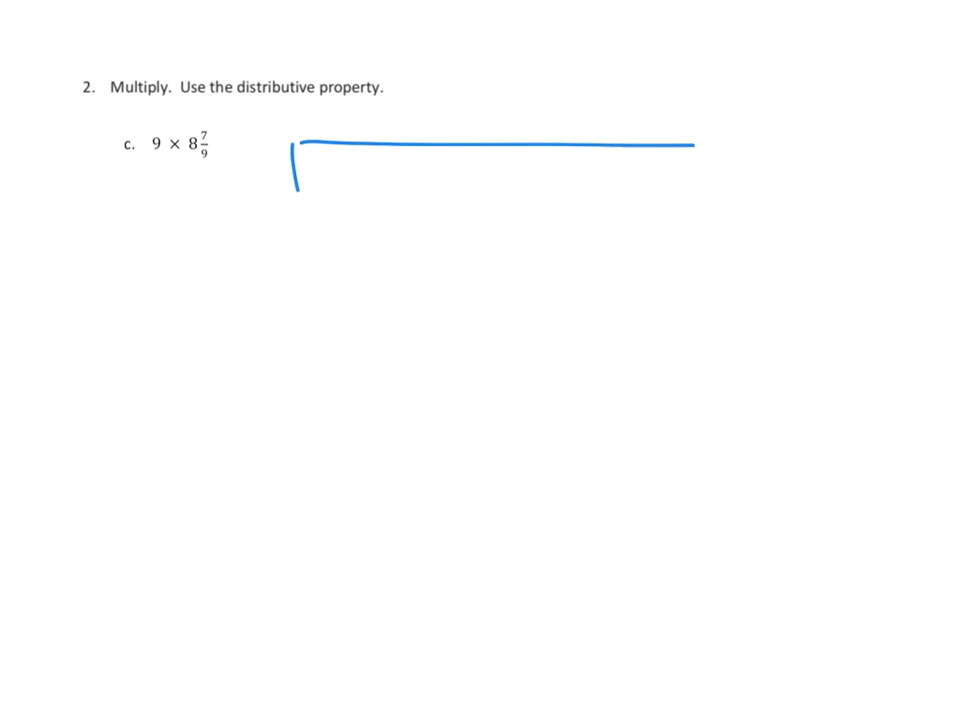 2. Multiply. Use the distributive property.
c. 9 × 8 7/9